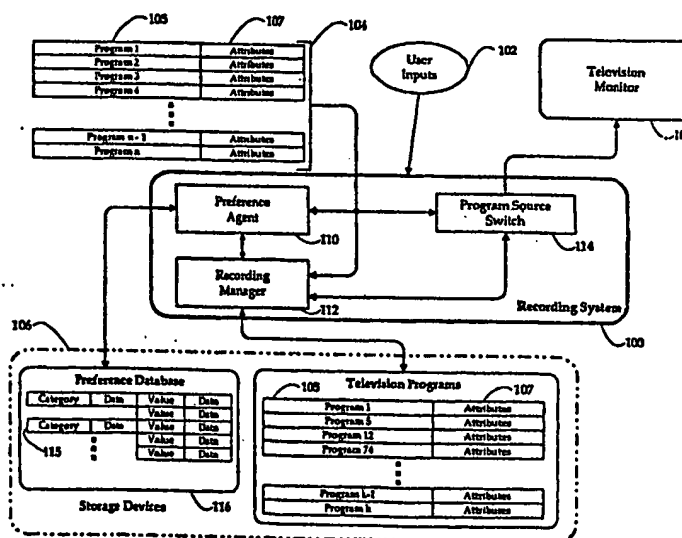 105
107
104
Program 1 Attributes
Program 2 Attributes
Program 3 Attributes
Program 4 Attributes
Program n - 1 Attributes
Program n Attributes
User
Inputs
102
Television
Monitor
Preference
Agent
110
Program Source
Switch
114
Recording
Manager
112
Recording System
100
106
Preference Database
Category Data Value Data
Value Data
Category Data Value Data
Value Data
Value Data
115
Storage Devices
116
Television Programs
105
107
Program 1 Attributes
Program 5 Attributes
Program 12 Attributes
Program 74 Attributes
Program k-1 Attributes
Program k Attributes